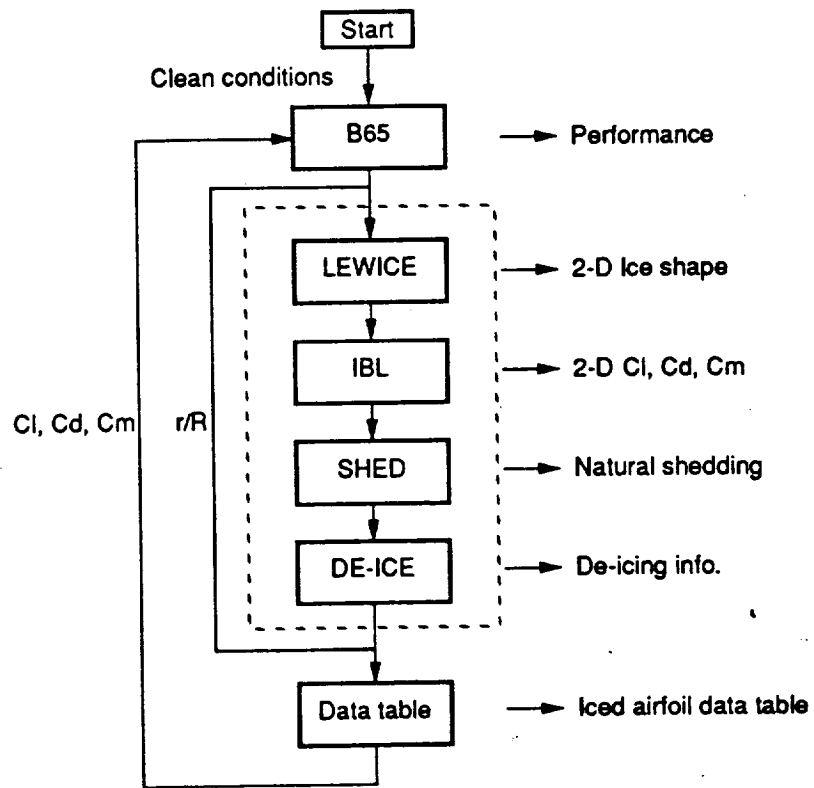 Start
Clean conditions
B65
Performance
LEWICE
2-D Ice shape
IBL
2-D Cl, Cd, Cm
Cl, Cd, Cm
r/R
SHED
Natural shedding
DE-ICE
De-icing info.
Data table
Iced airfoil data table